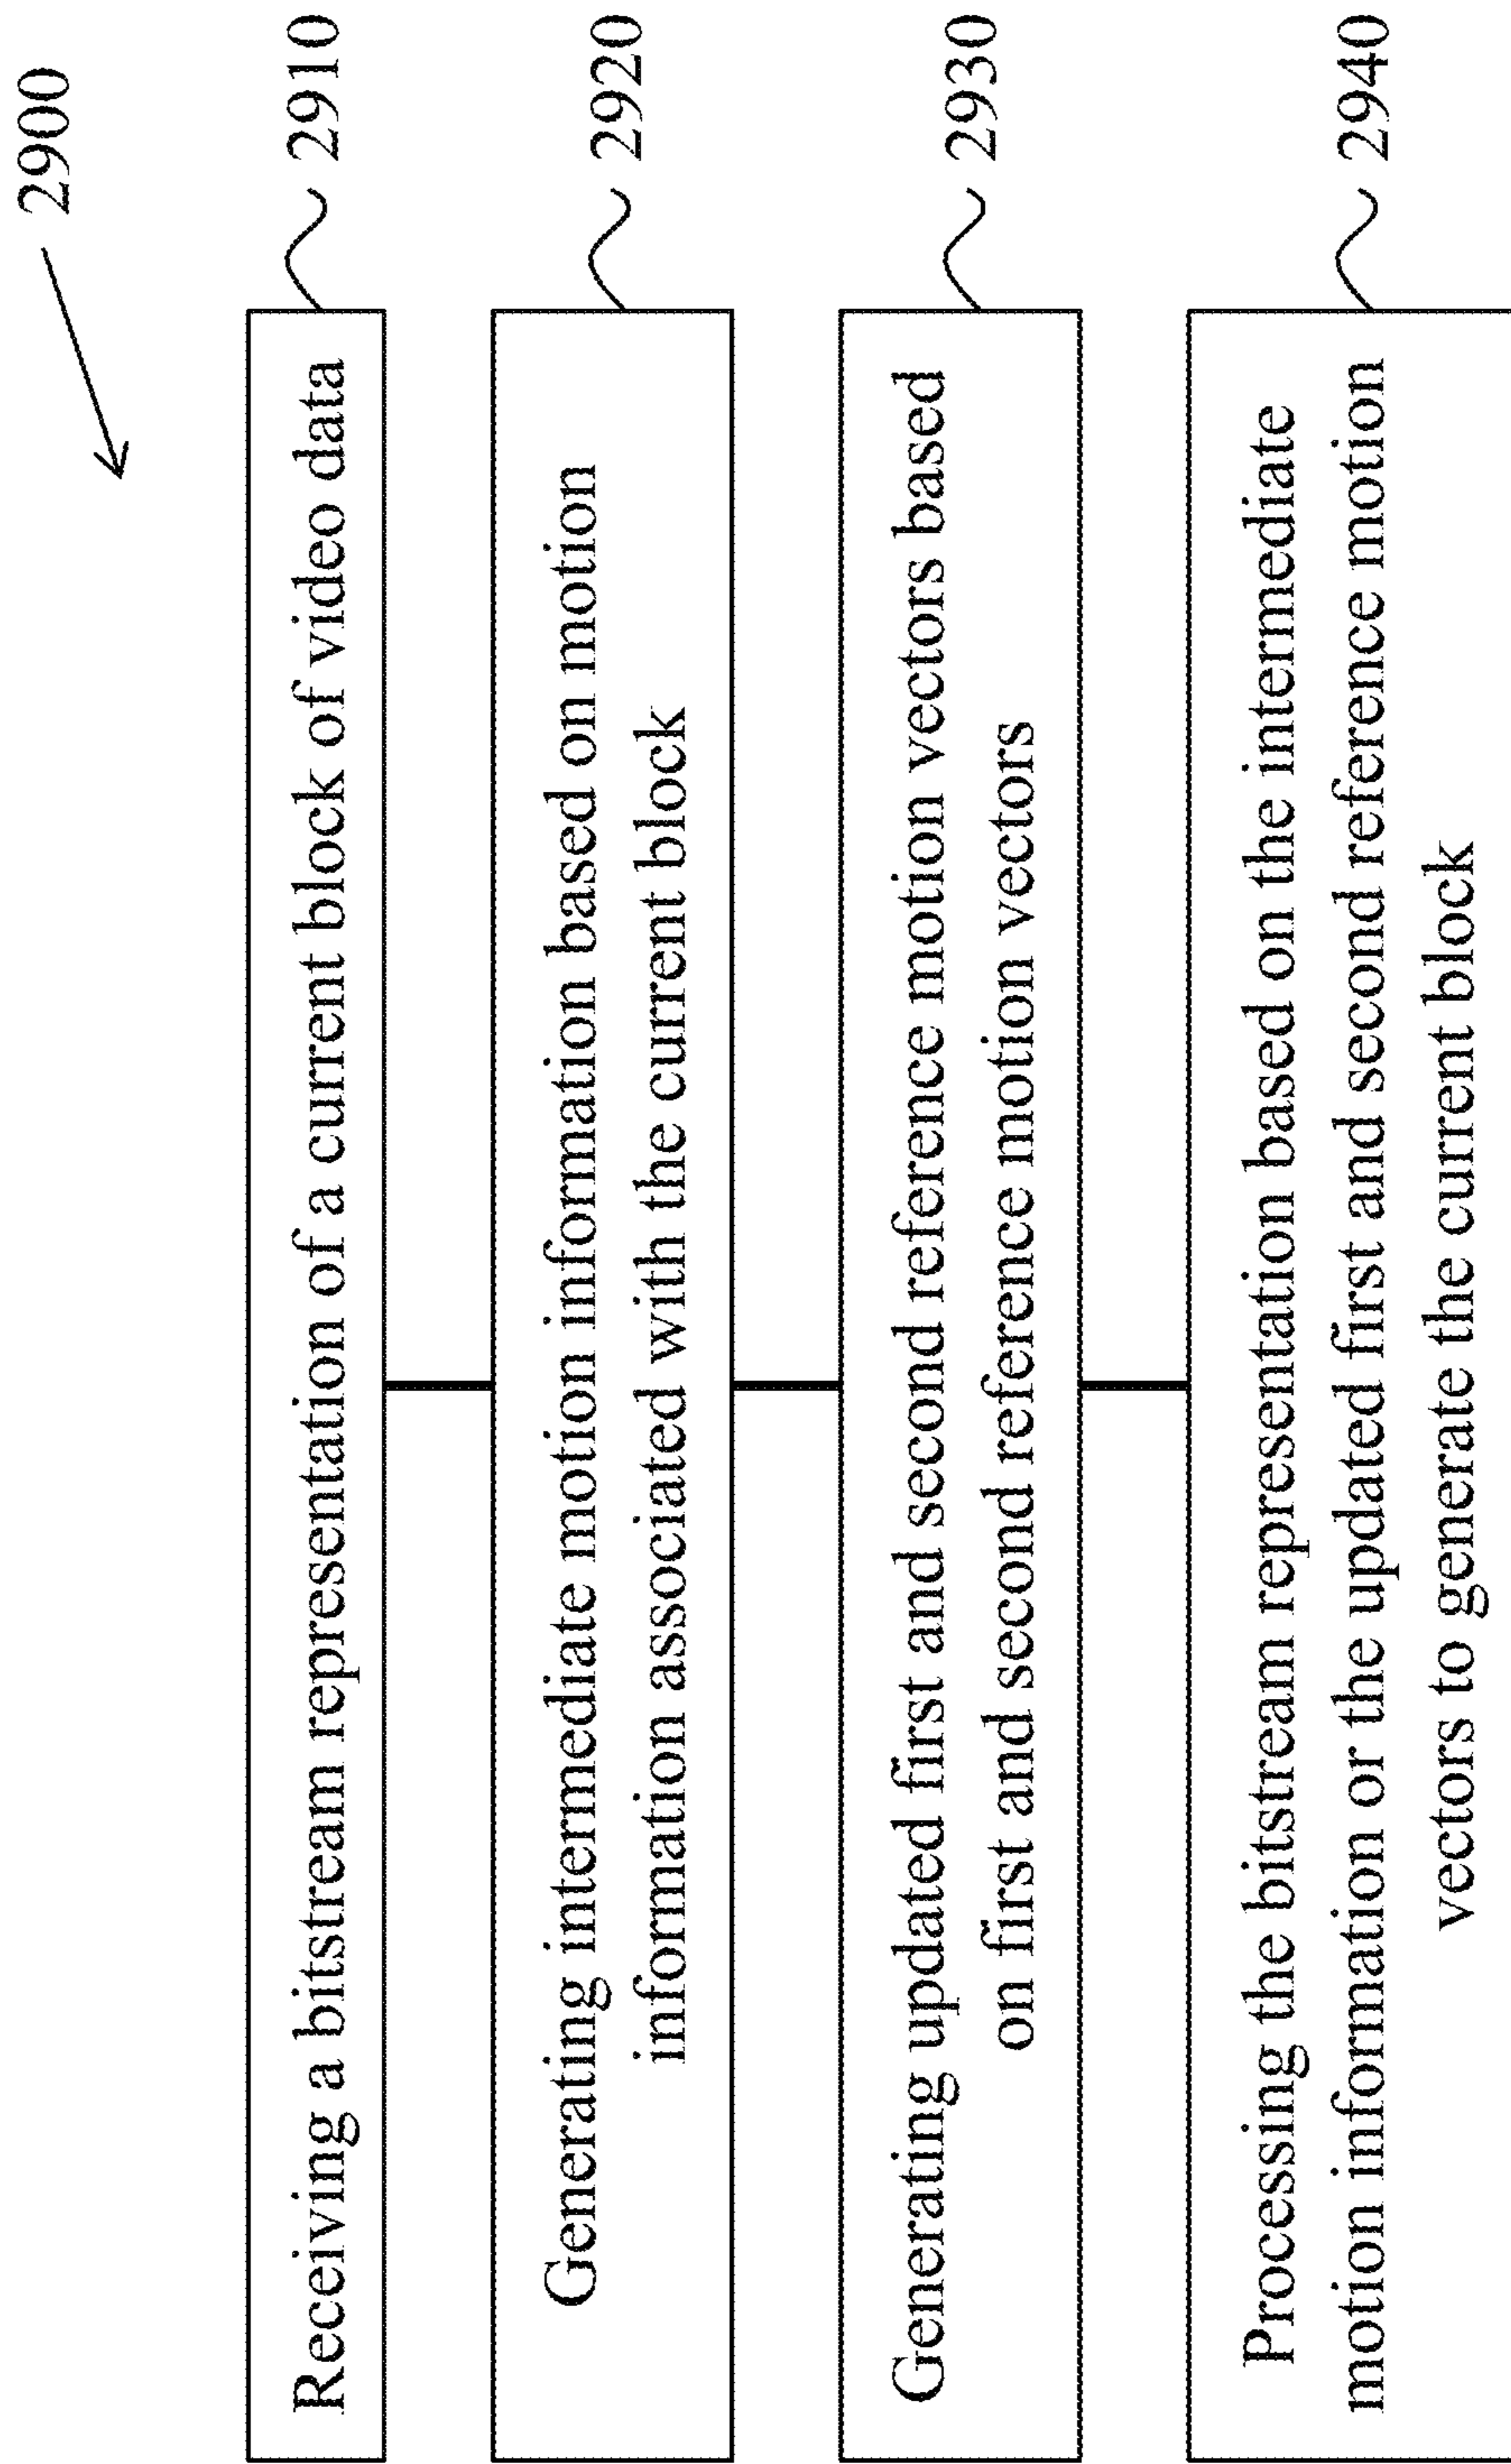 2900
Receiving a bitstream representation of a current block of video data
2910
Generating intermediate motion information based on motion
information associated with the current block
2920
Generating updated first and second reference motion vectors based
on first and second reference motion vectors
2930
Processing the bitstream representation based on the intermediate
motion information or the updated first and second reference motion
vectors to generate the current block
2940